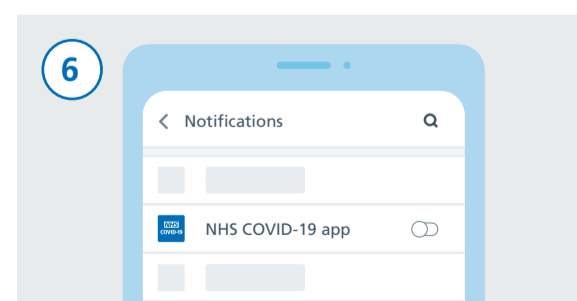 6
Notifications
NHS
COVID-19
NHS COVID-19 app